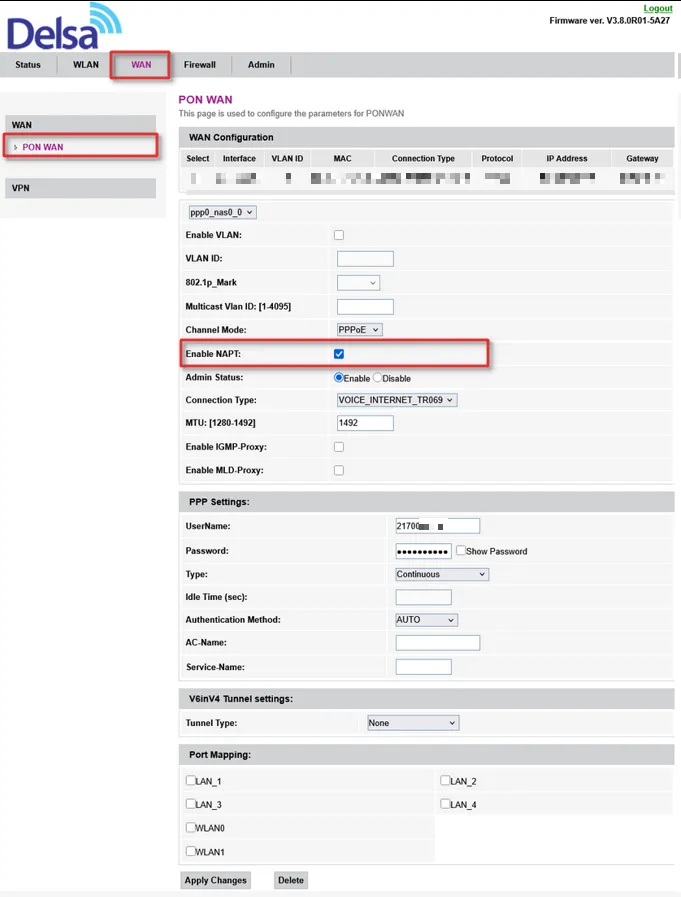 Logout
Firmware ver. V3.8.0R01-5A27
Delsa
Status WLAN WAN Firewall Admin
WAN
› PON WAN
VPN
PON WAN
This page is used to configure the parameters for PONWAN
WAN Configuration
Select Interface VLAN ID MAC Connection Type Protocol IP Address Gateway
ppp0_nas0_0
Enable VLAN:
VLAN ID:
802.1p_Mark
Multicast Vlan ID: [1-4095]
Channel Mode: PPPoE
Enable NAPT:
Admin Status: Enable Disable
Connection Type: VOICE_INTERNET_TR069
MTU: [1280-1492] 1492
Enable IGMP-Proxy:
Enable MLD-Proxy:
PPP Settings:
UserName: 21700
Password: •••••••••• Show Password
Type: Continuous
Idle Time (sec):
Authentication Method: AUTO
AC-Name:
Service-Name:
V6inV4 Tunnel settings:
Tunnel Type: None
Port Mapping:
LAN_1 LAN_2
LAN_3 LAN_4
WLAN0
WLAN1
Apply Changes Delete